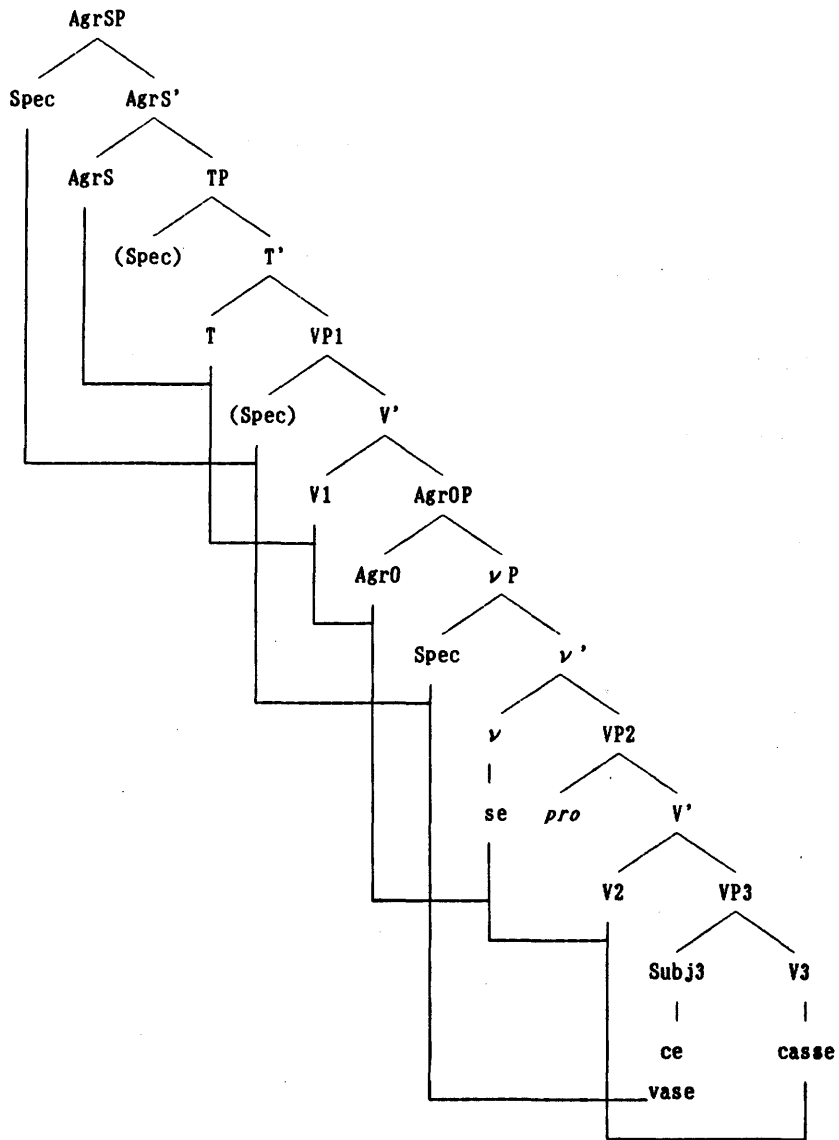 AgrSP
Spec AgrS'
AgrS TP
(Spec) T'
T VP1
(Spec) V'
V1 AgrOP
AgrO νP
Spec ν'
ν VP2
se pro V'
V2 VP3
Subj3 V3
ce casse
vase